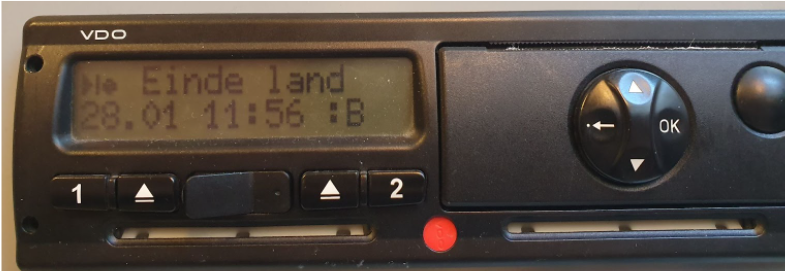 VDO
Einde land
28.01 11:56 :B
1
2
OK